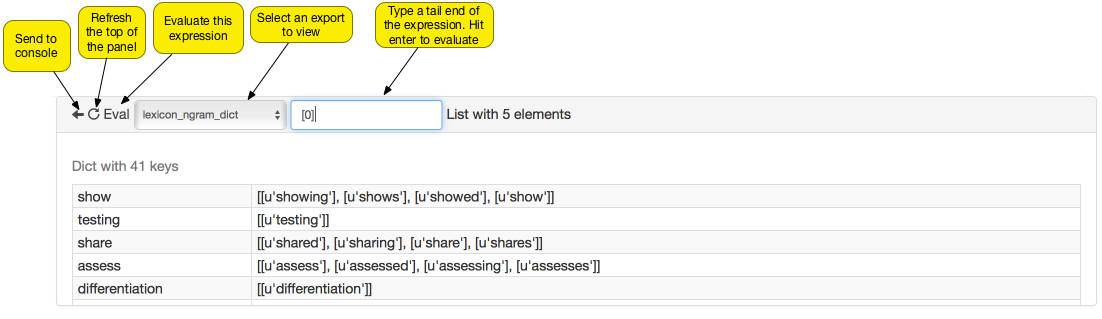 Send to
console
Refresh
the top of
the panel
Evaluate this
expression
Select an export
to view
Type a tail end of
the expression. Hit
enter to evaluate
Eval lexicon_ngram_dict [0] List with 5 elements
Dict with 41 keys
show [[u'showing'], [u'shows'], [u'showed'], [u'show']]
testing [[u'testing']]
share [[u'shared'], [u'sharing'], [u'share'], [u'shares']]
assess [[u'assess'], [u'assessed'], [u'assessing'], [u'assesses']]
differentiation [[u'differentiation']]